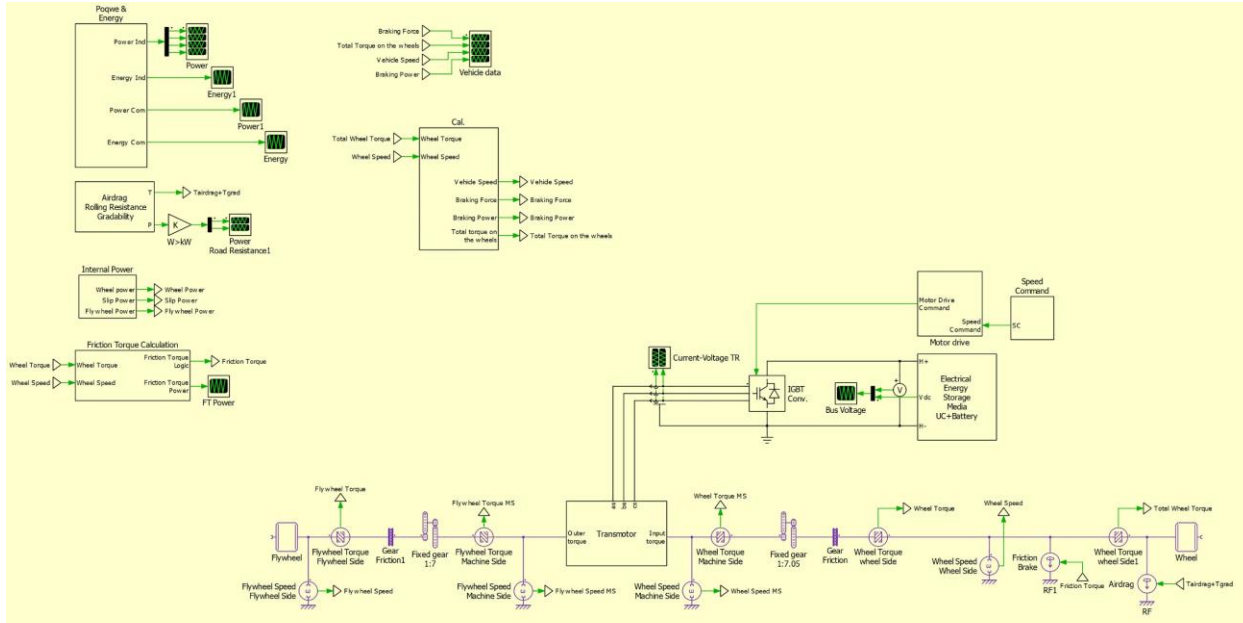 Poqwe &
Energy
Power Ind
Power
Energy Ind
Energy1
Power Com
Power1
Energy Com
Energy
Braking Force
Total Torque on the wheels
Vehicle Speed
Braking Power
Vehide data
Cal.
Total Wheel Torque
Wheel Torque
Wheel Speed
Wheel Speed
Vehicle Speed
Vehicle Speed
Braking Force
Braking Force
Braking Power
Braking Power
Total torque on
the wheels
Total Torque on the wheels
Airdrag
Rolling Resistance
Gradability
T
Tairdrag+Tgred
P
K
W>kW
Power
Road Resistance1
Internal Power
Wheel power
Wheel Power
Slip Power
Slip Power
Flywheel Power
Flywheel Power
Friction Torque Calculation
Wheel Torque
Wheel Torque
Friction Torque
Logic
Friction Torque
Wheel Speed
Wheel Speed
Friction Torque
Power
FT Power
Motor Drive
Command
Speed
Command
Motor drive
Speed
Command
SC
Current-Voltage TR
IGBT
Conv.
Bus Voltage
V
Vdc
M+
M-
Electrical
Energy
Storage
Media
UC+Battery
Flywheel
Flywheel Torque
Flywheel Torque
Flywheel Side
Gear
Friction1
Fixed gear
1:7
Flywheel Torque MS
Flywheel Torque
Machine Side
Outer
torque
Transmotor
Input
torque
Wheel Torque MS
Wheel Torque
Machine Side
Fixed gear
1:7.05
Gear
Friction
Wheel Torque
Wheel Torque
wheel Side
Wheel Speed
Wheel Speed
Wheel Side
Friction
Brake
RF1
Friction Torque
Total Wheel Torque
Wheel Torque
wheel Side1
Wheel
Airdrag
RF
Tairdrag+Tgred
Flywheel Speed
Flywheel Side
Flywheel Speed
Flywheel Speed
Machine Side
Flywheel Speed MS
Wheel Speed
Machine Side
Wheel Speed MS